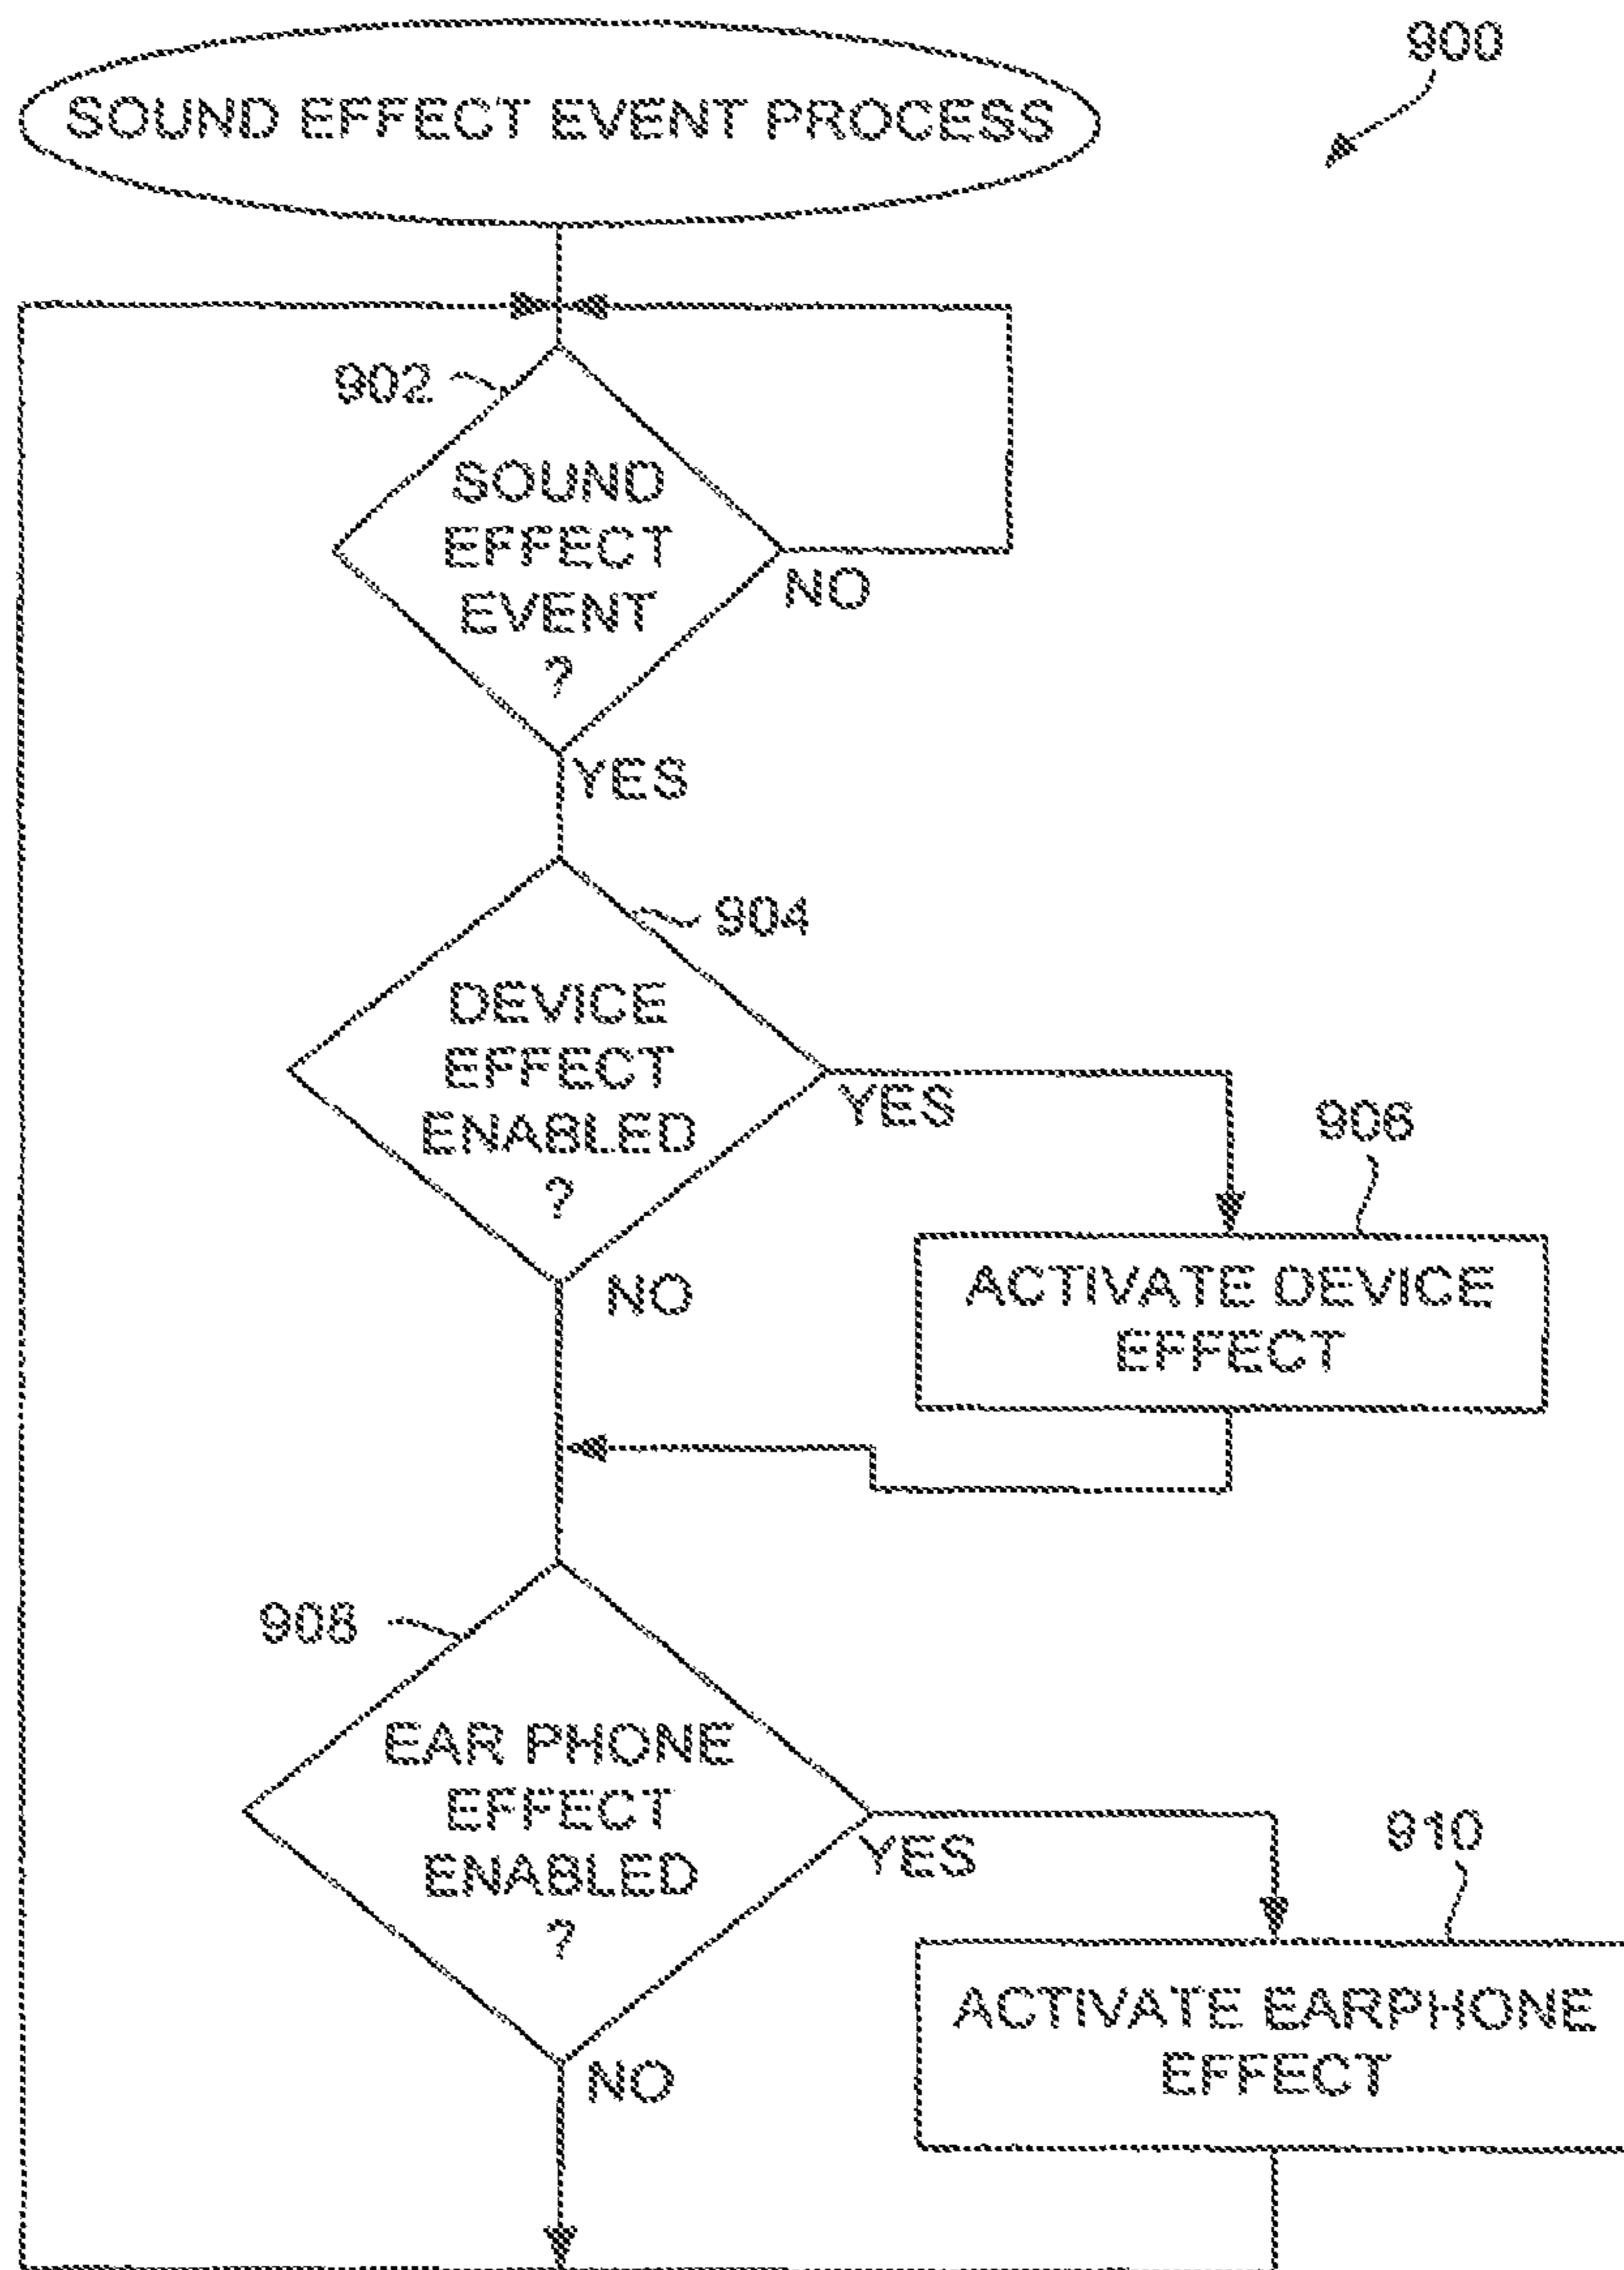 SOUND EFFECT EVENT PROCESS
900
902
SOUND
EFFECT
EVENT
?
NO
YES
904
DEVICE
EFFECT
ENABLED
?
YES
NO
906
ACTIVATE DEVICE
EFFECT
908
EAR PHONE
EFFECT
ENABLED
?
YES
NO
910
ACTIVATE EARPHONE
EFFECT